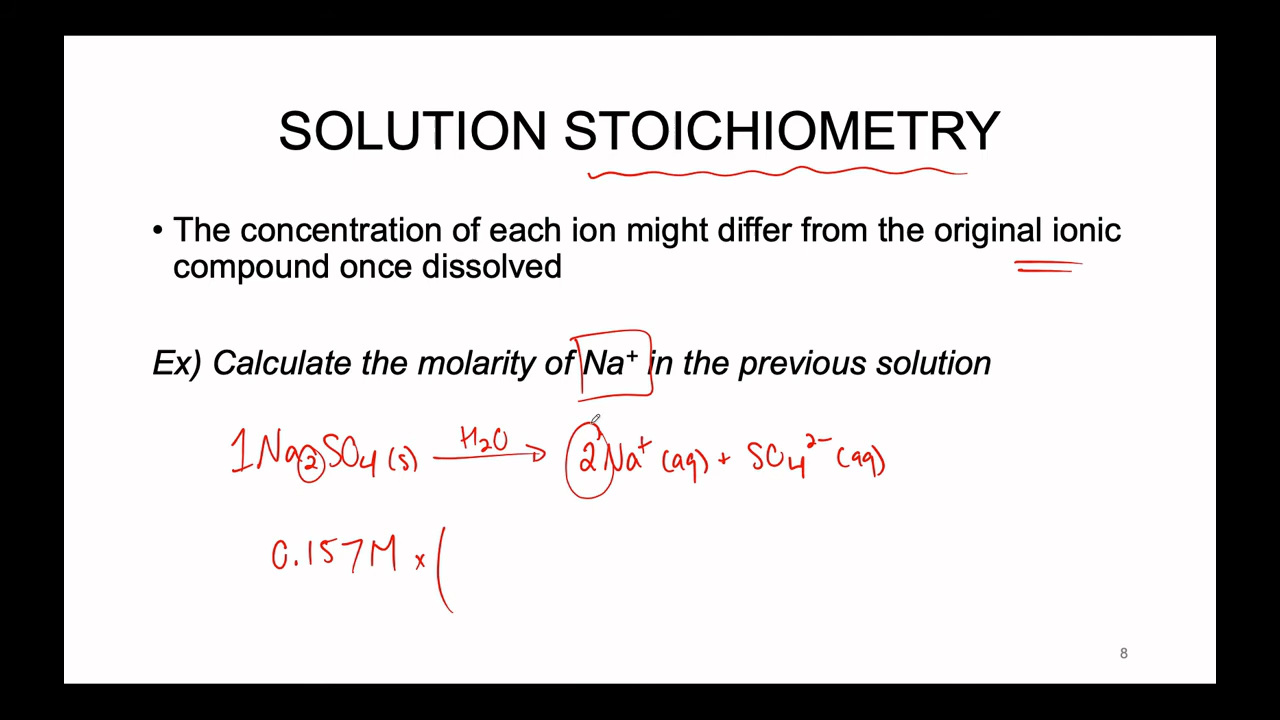 SOLUTION STOICHIOMETRY
• The concentration of each ion might differ from the original ionic
compound once dissolved
Ex) Calculate the molarity of Na⁺ in the previous solution
1Na₂SO₄(s) —H₂O→ 2Na⁺(aq) + SO₄²⁻(aq)
0.157M × (
8